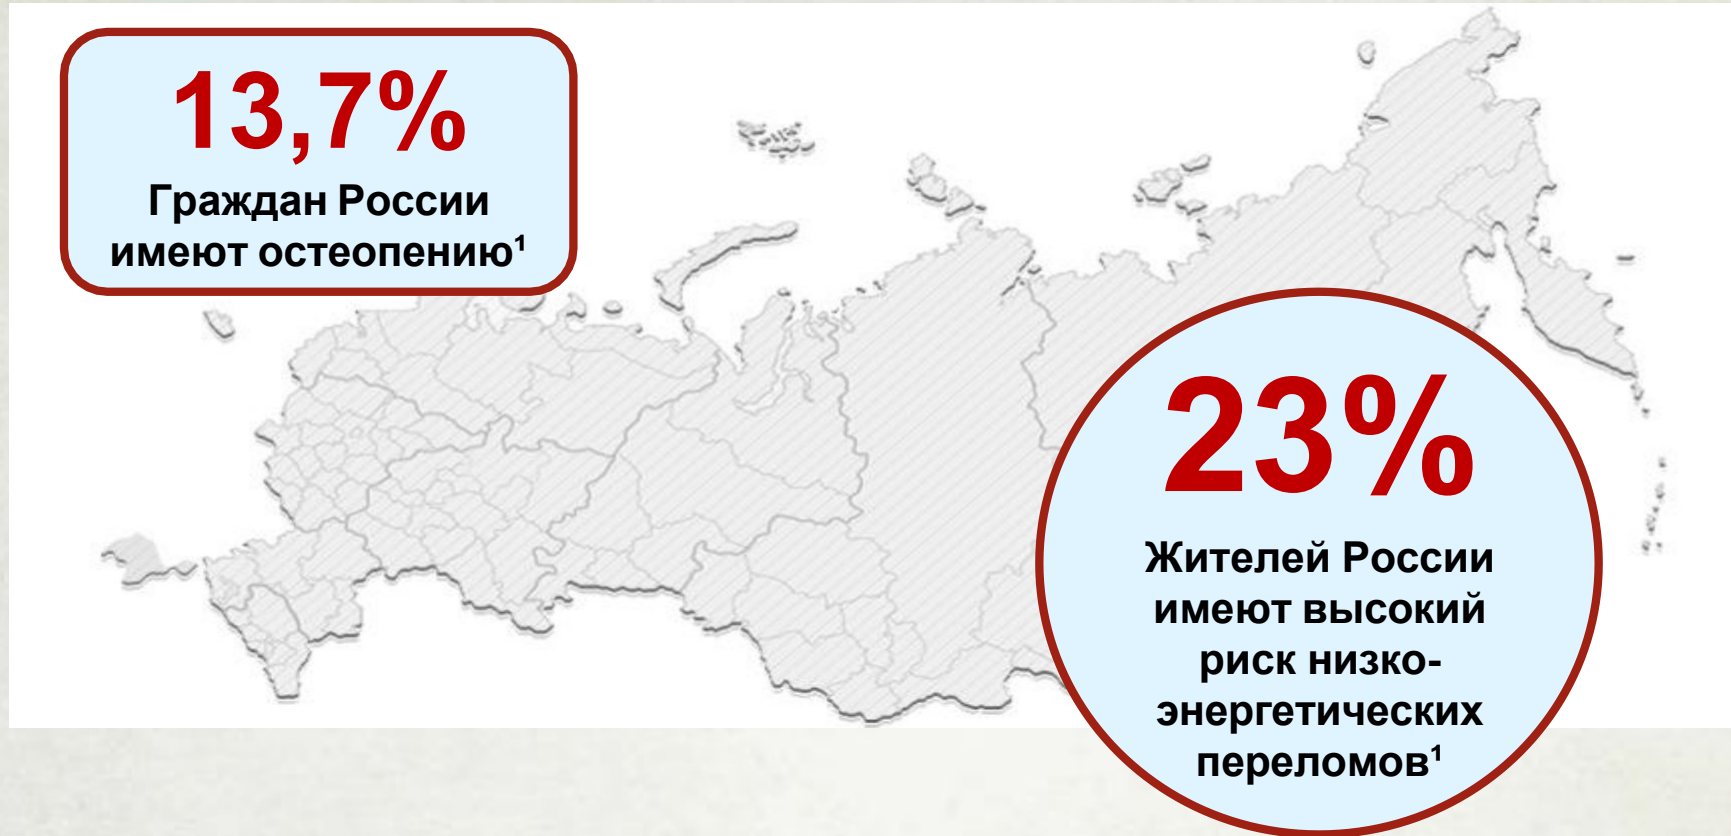 13,7%
Граждан России
имеют остеопению¹
23%
Жителей России
имеют высокий
риск низко-
энергетических
переломов¹